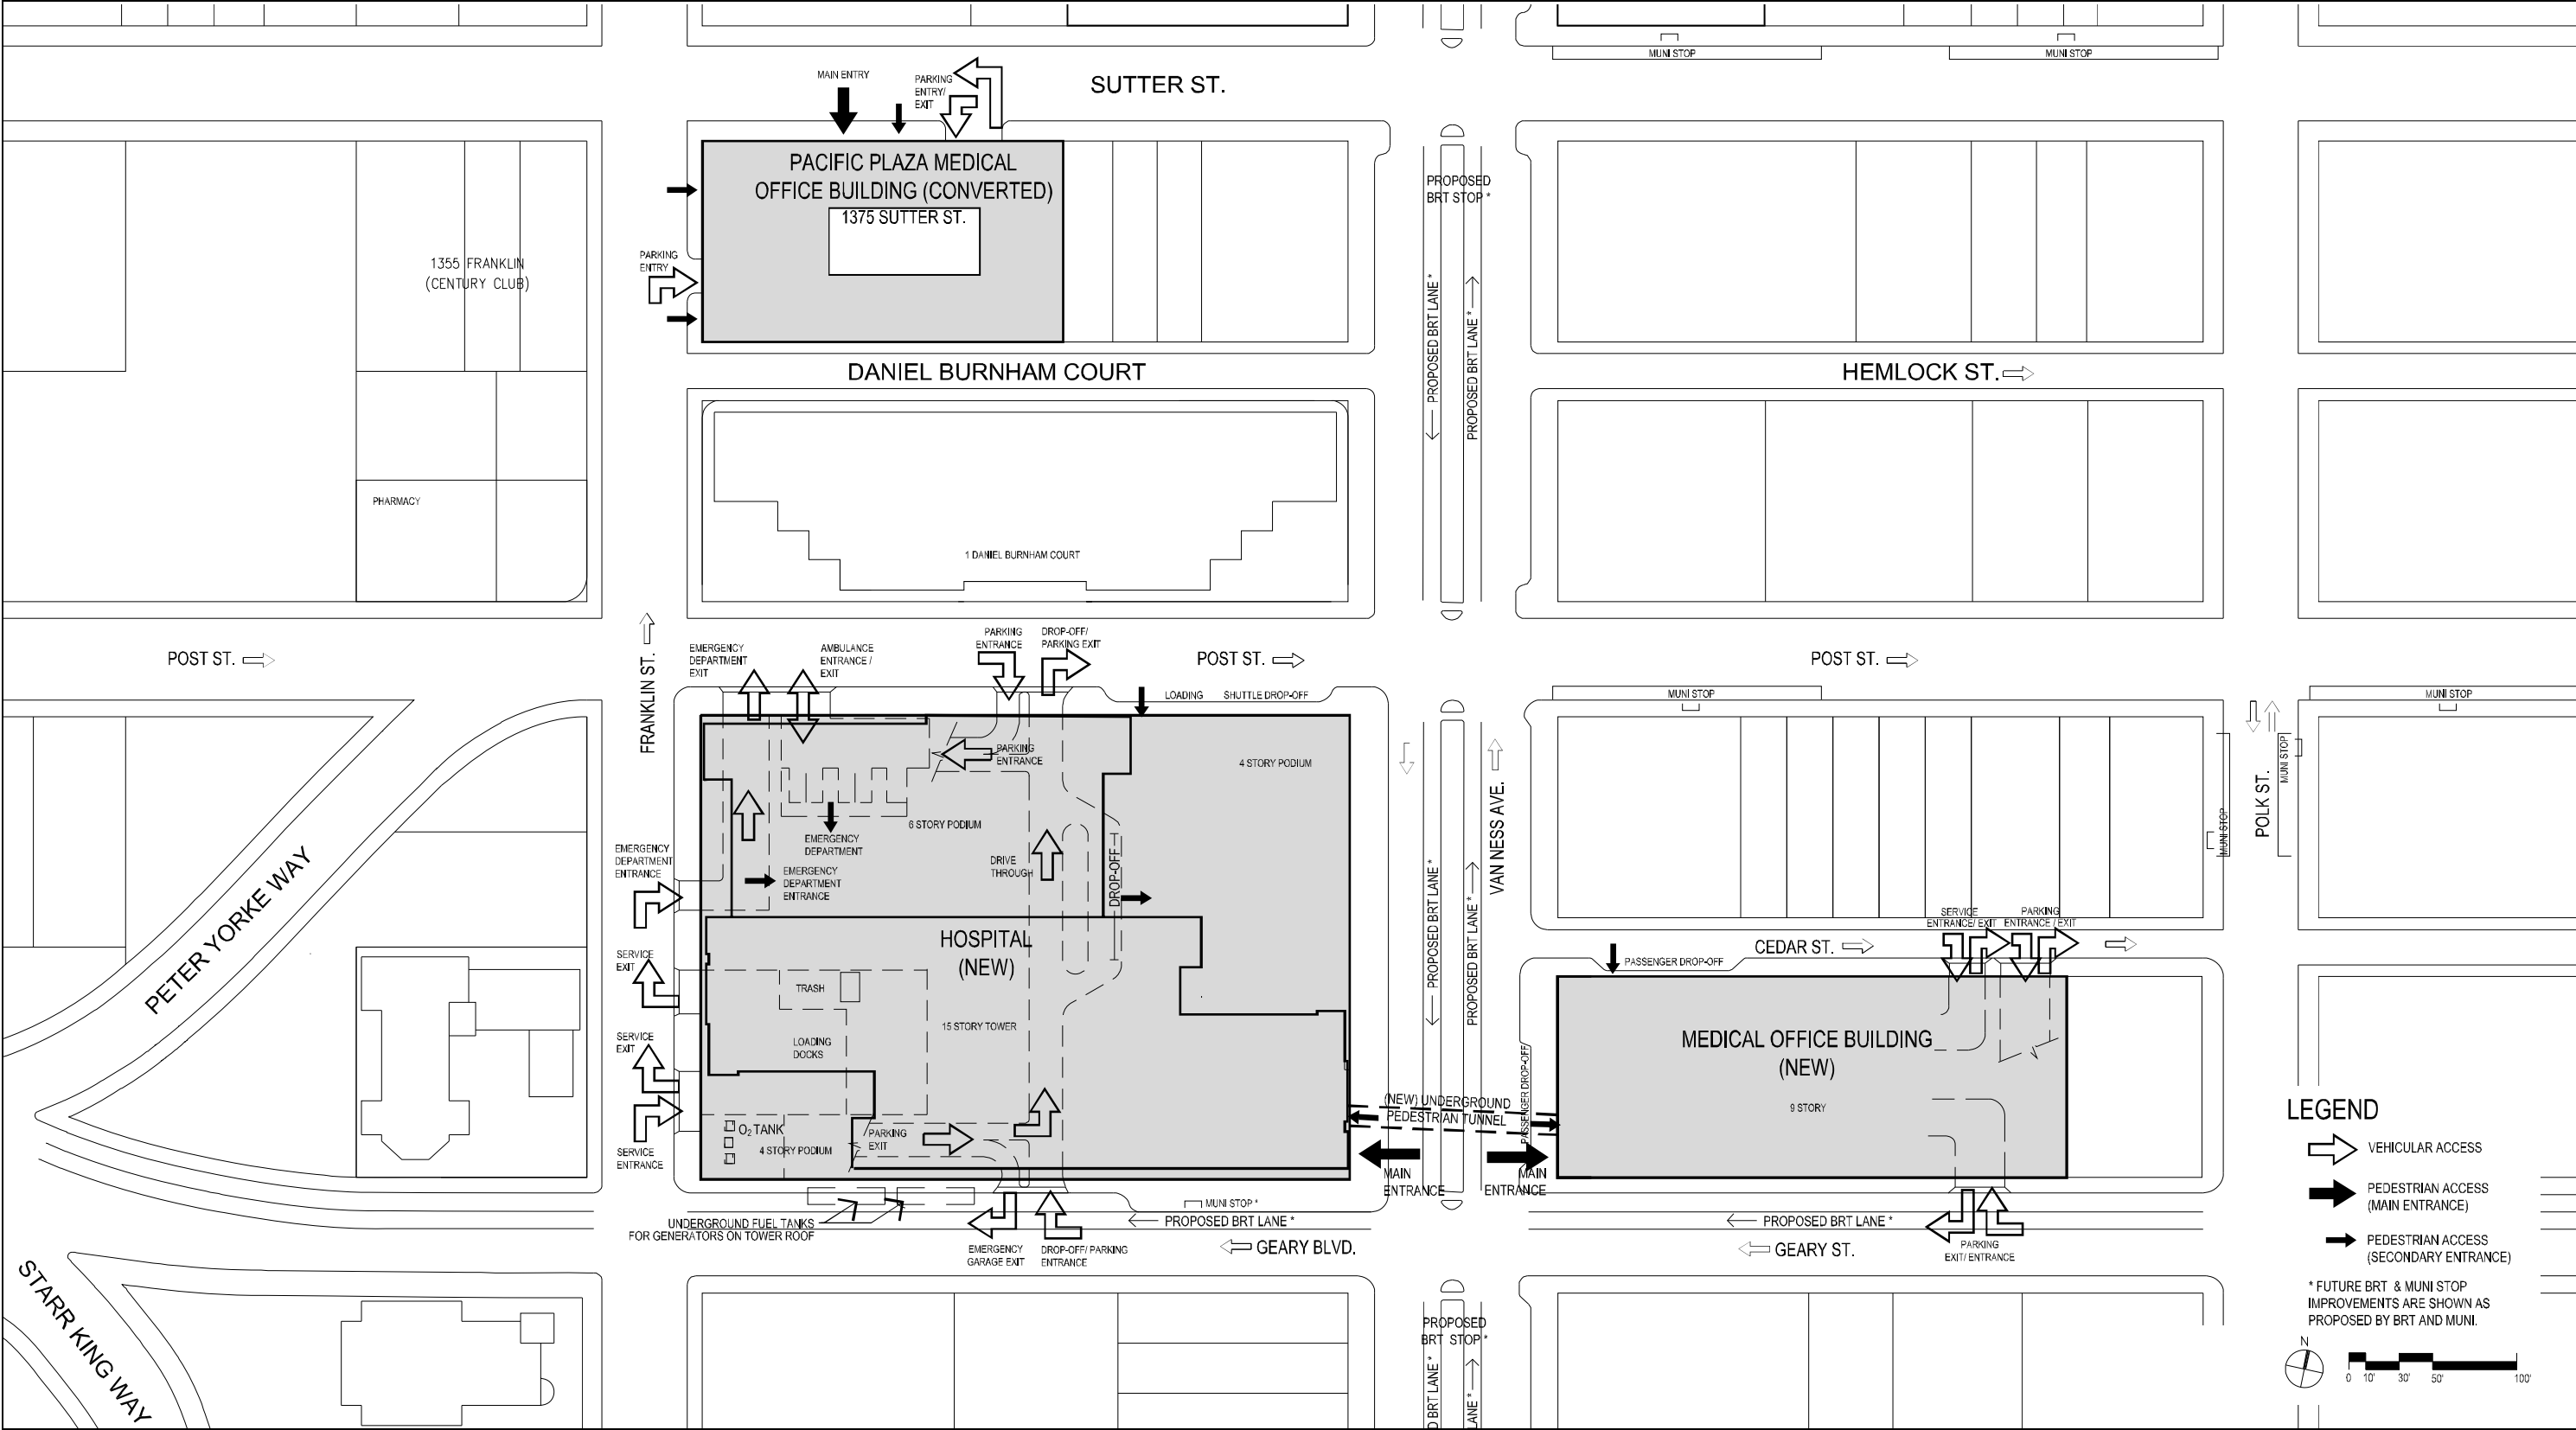 MUNI STOP
MUNI STOP
SUTTER ST.
MAIN ENTRY
PARKING
ENTRY/
EXIT
PACIFIC PLAZA MEDICAL
OFFICE BUILDING (CONVERTED)
1375 SUTTER ST.
PARKING
ENTRY
1355 FRANKLIN
(CENTURY CLUB)
PHARMACY
PROPOSED
BRT STOP *
PROPOSED BRT LANE *
PROPOSED BRT LANE *
DANIEL BURNHAM COURT
HEMLOCK ST.
1 DANIEL BURNHAM COURT
POST ST.
FRANKLIN ST.
EMERGENCY
DEPARTMENT
EXIT
AMBULANCE
ENTRANCE /
EXIT
PARKING
ENTRANCE
DROP-OFF/
PARKING EXIT
POST ST.
POST ST.
LOADING
SHUTTLE DROP-OFF
MUNI STOP
MUNI STOP
PARKING
ENTRANCE
4 STORY PODIUM
6 STORY PODIUM
EMERGENCY
DEPARTMENT
EMERGENCY
DEPARTMENT
ENTRANCE
EMERGENCY
DEPARTMENT
ENTRANCE
DRIVE
THROUGH
DROP-OFF
VAN NESS AVE.
PROPOSED BRT LANE *
PROPOSED BRT LANE *
POLK ST.
MUNI STOP
MUNI STOP
PETER YORKE WAY
HOSPITAL
(NEW)
SERVICE
EXIT
TRASH
15 STORY TOWER
LOADING
DOCKS
SERVICE
EXIT
SERVICE
ENTRANCE
O2 TANK
4 STORY PODIUM
PARKING
EXIT
SERVICE
ENTRANCE/ EXIT
PARKING
ENTRANCE / EXIT
CEDAR ST.
PASSENGER DROP-OFF
MEDICAL OFFICE BUILDING
(NEW)
9 STORY
PASSENGER DROP-OFF/
(NEW) UNDERGROUND
PEDESTRIAN TUNNEL
MAIN
ENTRANCE
MAIN
ENTRANCE
UNDERGROUND FUEL TANKS
FOR GENERATORS ON TOWER ROOF
MUNI STOP *
PROPOSED BRT LANE *
PROPOSED BRT LANE *
EMERGENCY
GARAGE EXIT
DROP-OFF/ PARKING
ENTRANCE
GEARY BLVD.
GEARY ST.
PARKING
EXIT/ ENTRANCE
STARR KING WAY
PROPOSED
BRT STOP *
D BRT LANE *
LANE *
LEGEND
VEHICULAR ACCESS
PEDESTRIAN ACCESS
(MAIN ENTRANCE)
PEDESTRIAN ACCESS
(SECONDARY ENTRANCE)
* FUTURE BRT & MUNI STOP
IMPROVEMENTS ARE SHOWN AS
PROPOSED BY BRT AND MUNI.
N
0 10' 30' 50' 100'